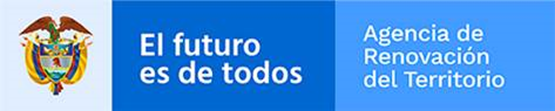 El futuro
es de todos
Agencia de
Renovación
del Territorio